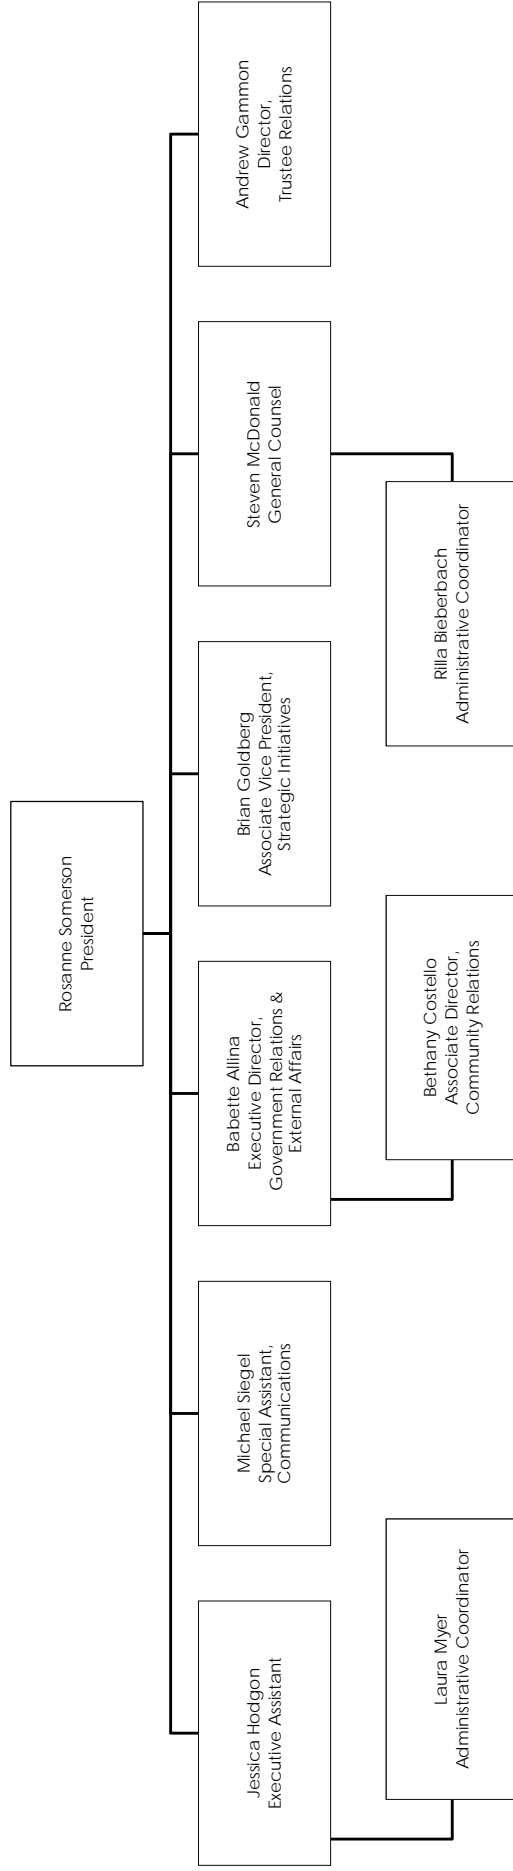 Rosanne Somerson
President
Jessica Hodgon
Executive Assistant
Michael Siegel
Special Assistant,
Communications
Babette Allina
Executive Director,
Government Relations &
External Affairs
Brian Goldberg
Associate Vice President,
Strategic Initiatives
Steven McDonald
General Counsel
Andrew Gammon
Director,
Trustee Relations
Laura Myer
Administrative Coordinator
Bethany Costello
Associate Director,
Community Relations
Rilla Bieberbach
Administrative Coordinator